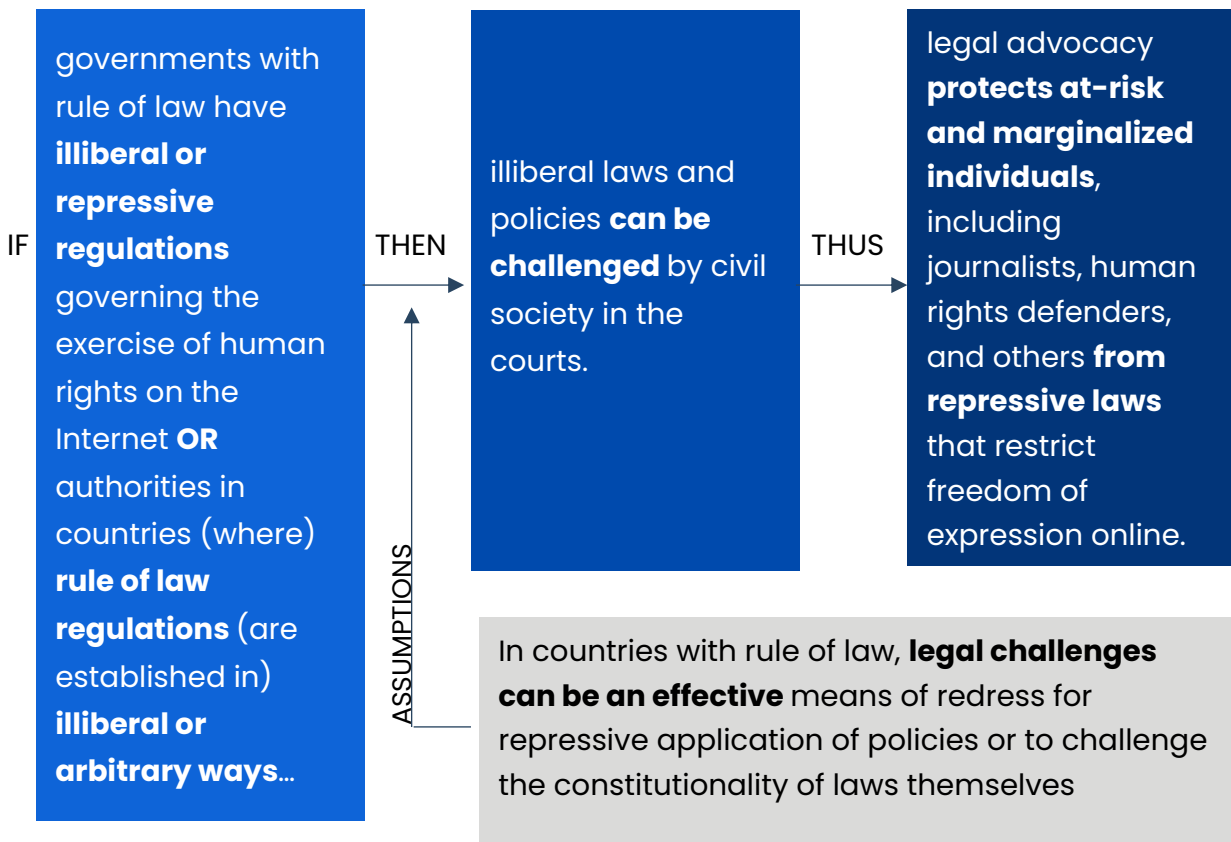 IF
governments with
rule of law have
illiberal or
repressive
regulations
governing the
exercise of human
rights on the
Internet OR
authorities in
countries (where)
rule of law
regulations (are
established in)
illiberal or
arbitrary ways…
THEN
ASSUMPTIONS
In countries with rule of law, legal challenges
can be an effective means of redress for
repressive application of policies or to challenge
the constitutionality of laws themselves
illiberal laws and
policies can be
challenged by civil
society in the
courts.
THUS
legal advocacy
protects at-risk
and marginalized
individuals,
including
journalists, human
rights defenders,
and others from
repressive laws
that restrict
freedom of
expression online.